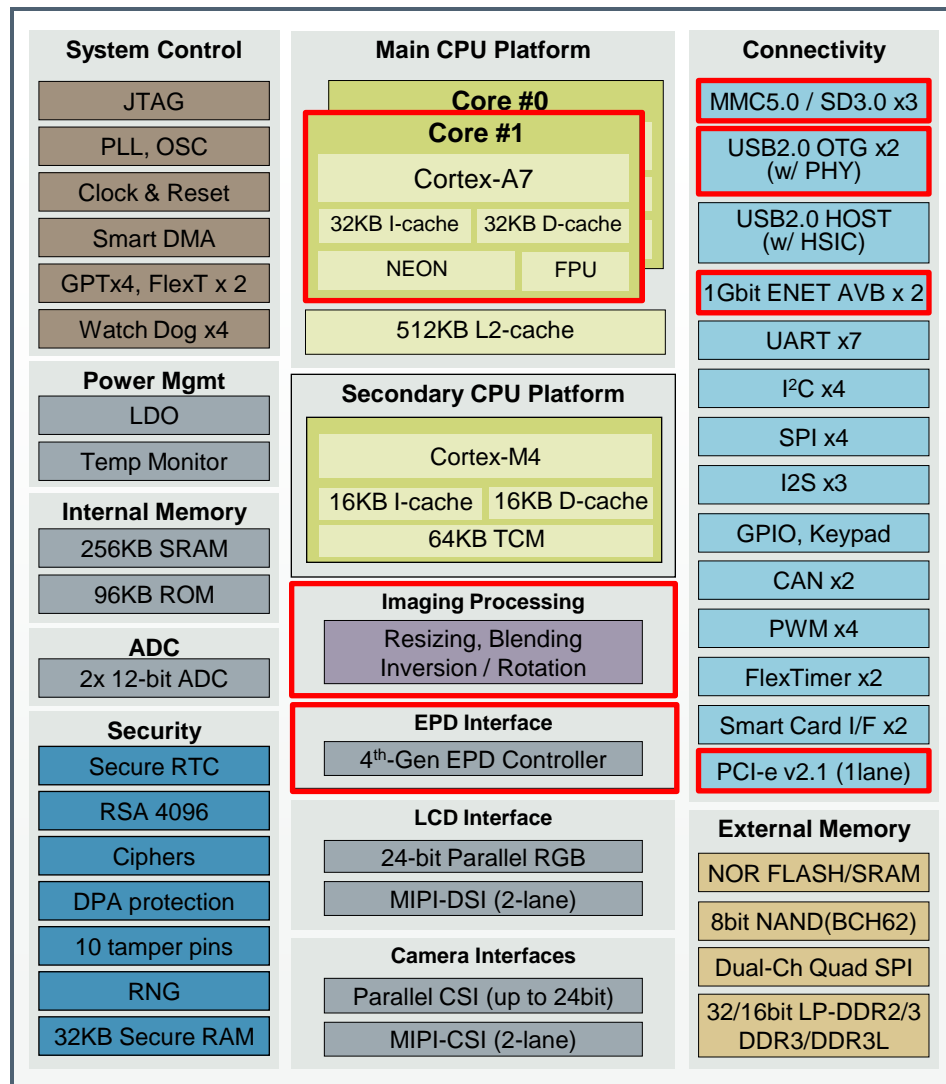 System Control
JTAG
PLL, OSC
Clock & Reset
Smart DMA
GPTx4, FlexT x 2
Watch Dog x4
Power Mgmt
LDO
Temp Monitor
Internal Memory
256KB SRAM
96KB ROM
ADC
2x 12-bit ADC
Security
Secure RTC
RSA 4096
Ciphers
DPA protection
10 tamper pins
RNG
32KB Secure RAM
Main CPU Platform
Core #0
Core #1
Cortex-A7
32KB I-cache 32KB D-cache
NEON FPU
512KB L2-cache
Secondary CPU Platform
Cortex-M4
16KB I-cache 16KB D-cache
64KB TCM
Imaging Processing
Resizing, Blending
Inversion / Rotation
EPD Interface
4th-Gen EPD Controller
LCD Interface
24-bit Parallel RGB
MIPI-DSI (2-lane)
Camera Interfaces
Parallel CSI (up to 24bit)
MIPI-CSI (2-lane)
Connectivity
MMC5.0 / SD3.0 x3
USB2.0 OTG x2
(w/ PHY)
USB2.0 HOST
(w/ HSIC)
1Gbit ENET AVB x 2
UART x7
I²C x4
SPI x4
I2S x3
GPIO, Keypad
CAN x2
PWM x4
FlexTimer x2
Smart Card I/F x2
PCI-e v2.1 (1lane)
External Memory
NOR FLASH/SRAM
8bit NAND(BCH62)
Dual-Ch Quad SPI
32/16bit LP-DDR2/3
DDR3/DDR3L